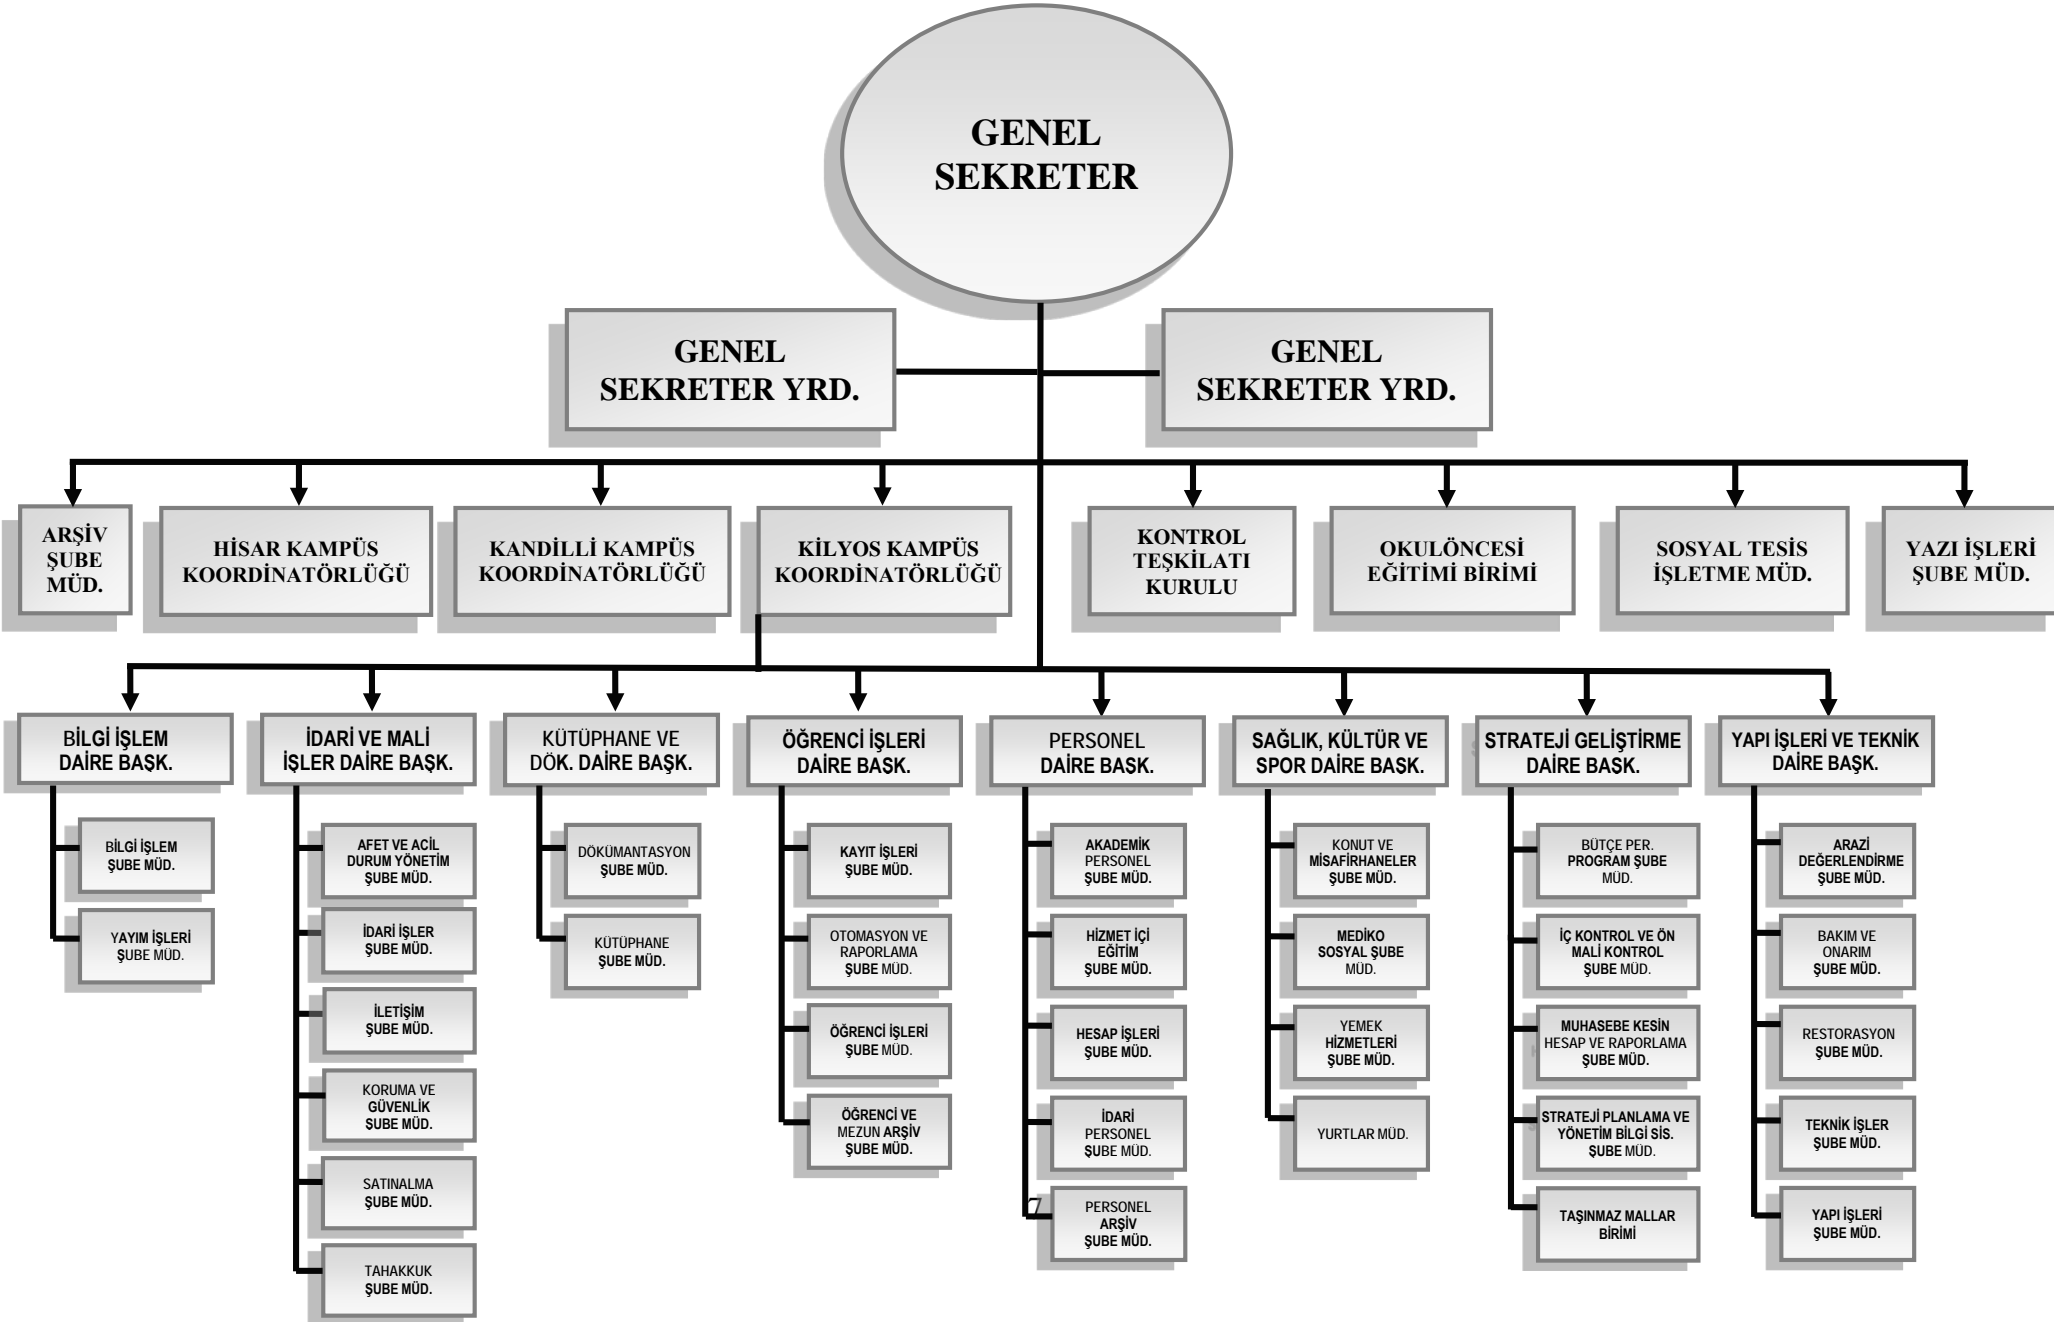 GENEL
SEKRETER
GENEL
SEKRETER YRD.
GENEL
SEKRETER YRD.
ARŞİV
ŞUBE
MÜD.
HİSAR KAMPÜS
KOORDİNATÖRLÜĞÜ
KANDİLLİ KAMPÜS
KOORDİNATÖRLÜĞÜ
KİLYOS KAMPÜS
KOORDİNATÖRLÜĞÜ
KONTROL
TEŞKİLATI
KURULU
OKULÖNCESİ
EĞİTİMİ BİRİMİ
SOSYAL TESİS
İŞLETME MÜD.
YAZI İŞLERİ
ŞUBE MÜD.
BİLGİ İŞLEM
DAİRE BAŞK.
İDARİ VE MALİ
İŞLER DAİRE BAŞK.
KÜTÜPHANE VE
DÖK. DAİRE BAŞK.
ÖĞRENCİ İŞLERİ
DAİRE BAŞK.
PERSONEL
DAİRE BAŞK.
SAĞLIK, KÜLTÜR VE
SPOR DAİRE BAŞK.
STRATEJİ GELİŞTİRME
DAİRE BAŞK.
YAPI İŞLERİ VE TEKNİK
DAİRE BAŞK.
BİLGİ İŞLEM
ŞUBE MÜD.
YAYIM İŞLERİ
ŞUBE MÜD.
AFET VE ACİL
DURUM YÖNETİM
ŞUBE MÜD.
İDARİ İŞLER
ŞUBE MÜD.
İLETİŞİM
ŞUBE MÜD.
KORUMA VE
GÜVENLİK
ŞUBE MÜD.
SATINALMA
ŞUBE MÜD.
TAHAKKUK
ŞUBE MÜD.
DÖKÜMANTASYON
ŞUBE MÜD.
KÜTÜPHANE
ŞUBE MÜD.
KAYIT İŞLERİ
ŞUBE MÜD.
OTOMASYON VE
RAPORLAMA
ŞUBE MÜD.
ÖĞRENCİ İŞLERİ
ŞUBE MÜD.
ÖĞRENCİ VE
MEZUN ARŞİV
ŞUBE MÜD.
AKADEMİK
PERSONEL
ŞUBE MÜD.
HİZMET İÇİ
EĞİTİM
ŞUBE MÜD.
HESAP İŞLERİ
ŞUBE MÜD.
İDARİ
PERSONEL
ŞUBE MÜD.
PERSONEL
ARŞİV
ŞUBE MÜD.
KONUT VE
MİSAFİRHANELER
ŞUBE MÜD.
MEDİKO
SOSYAL ŞUBE
MÜD.
YEMEK
HİZMETLERİ
ŞUBE MÜD.
YURTLAR MÜD.
BÜTÇE PER.
PROGRAM ŞUBE
MÜD.
İÇ KONTROL VE ÖN
MALİ KONTROL
ŞUBE MÜD.
MUHASEBE KESİN
HESAP VE RAPORLAMA
ŞUBE MÜD.
STRATEJİ PLANLAMA VE
YÖNETİM BİLGİ SİS.
ŞUBE MÜD.
TAŞINMAZ MALLAR
BİRİMİ
ARAZİ
DEĞERLENDİRME
ŞUBE MÜD.
BAKIM VE
ONARIM
ŞUBE MÜD.
RESTORASYON
ŞUBE MÜD.
TEKNİK İŞLER
ŞUBE MÜD.
YAPI İŞLERİ
ŞUBE MÜD.
7